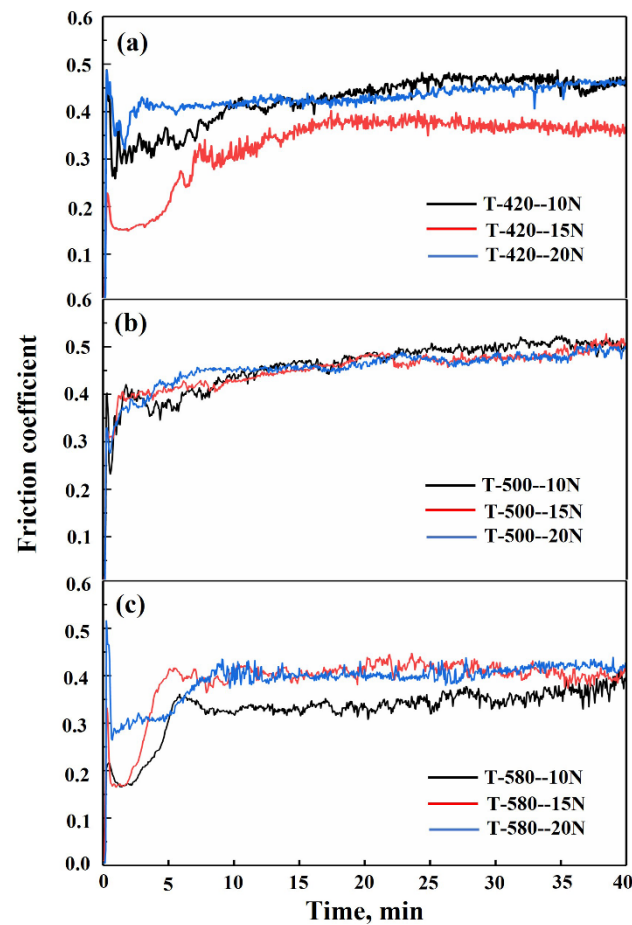 0.6
(a)
0.5
0.4
0.3
0.2
0.1
T-420--10N
T-420--15N
T-420--20N
0.6
(b)
0.5
0.4
0.3
0.2
0.1
T-500--10N
T-500--15N
T-500--20N
0.6
(c)
0.5
0.4
0.3
0.2
0.1
0.0
T-580--10N
T-580--15N
T-580--20N
Friction coefficient
0 5 10 15 20 25 30 35 40
Time, min